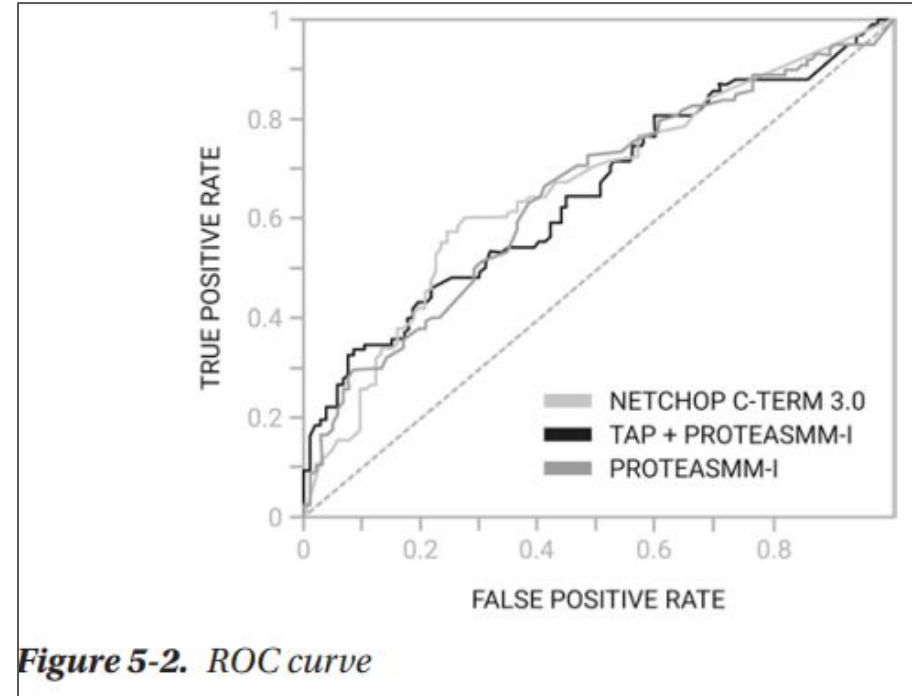 1
0.8
0.6
0.4
0.2
0
TRUE POSITIVE RATE
NETCHOP C-TERM 3.0
TAP + PROTEASMM-I
PROTEASMM-I
0 0.2 0.4 0.6 0.8
FALSE POSITIVE RATE
Figure 5-2. ROC curve